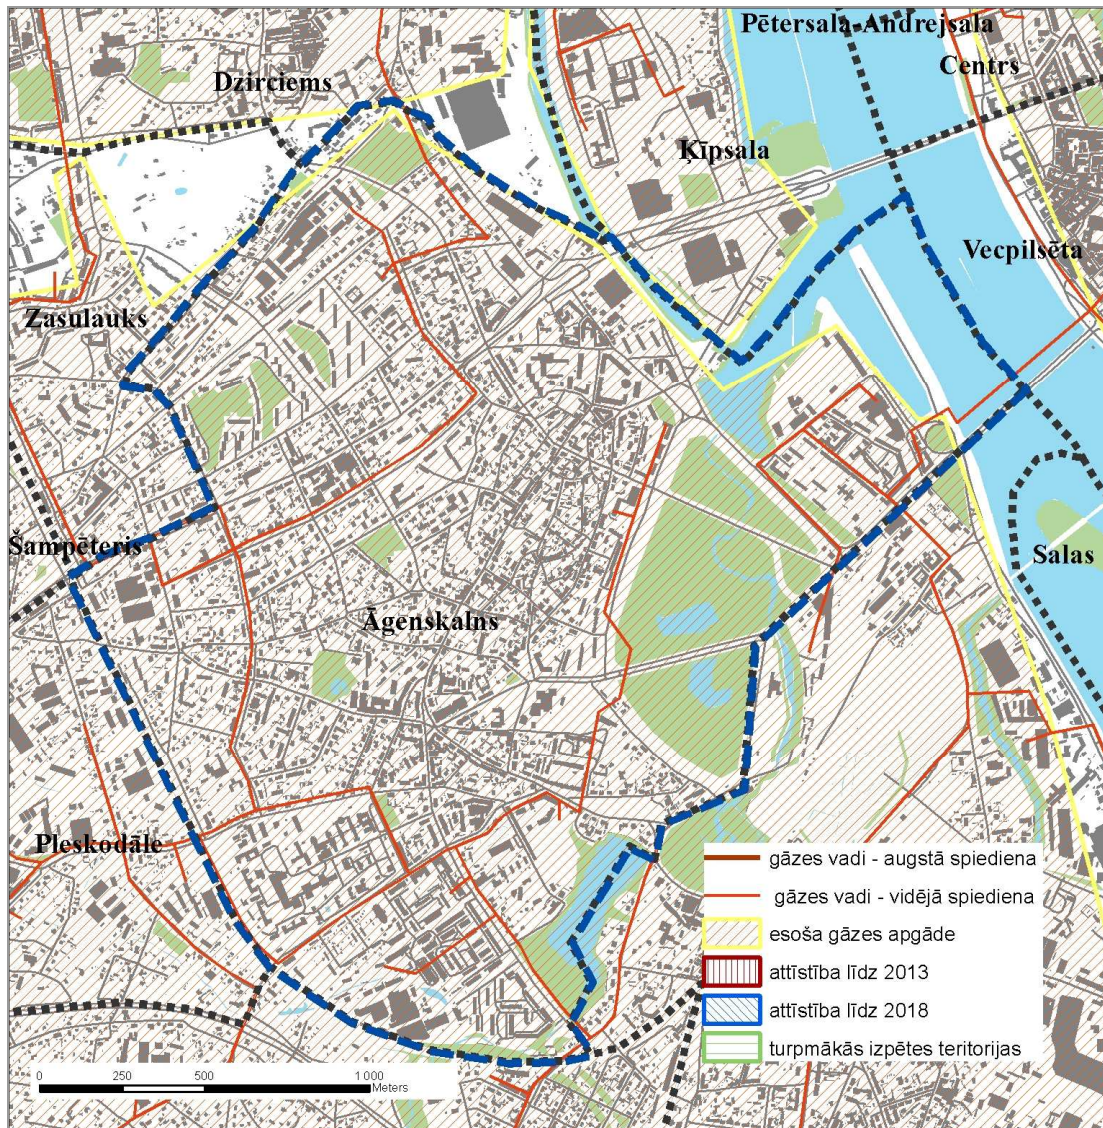 Pētersala-Andrejsala
Centrs
Dzirciems
Ķīpsala
Vecpilsēta
Zasulauks
Šampēteris
Salas
Āgenskalns
Pleskodāle
gāzes vadi - augstā spiediena
gāzes vadi - vidējā spiediena
esoša gāzes apgāde
attīstība līdz 2013
attīstība līdz 2018
turpmākās izpētes teritorijas
0 250 500 1 000
Meters